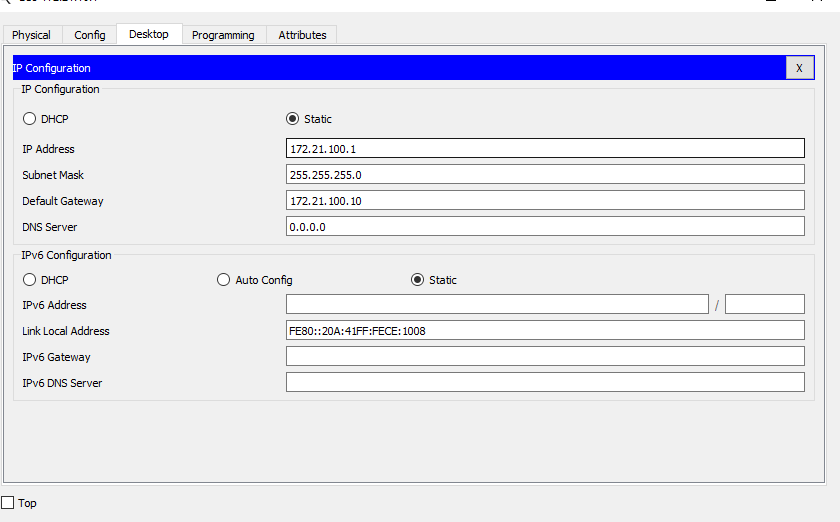 Physical Config Desktop Programming Attributes
IP Configuration X
IP Configuration
DHCP Static
IP Address 172.21.100.1
Subnet Mask 255.255.255.0
Default Gateway 172.21.100.10
DNS Server 0.0.0.0
IPv6 Configuration
DHCP Auto Config Static
IPv6 Address /
Link Local Address FE80::20A:41FF:FECE:1008
IPv6 Gateway
IPv6 DNS Server
Top